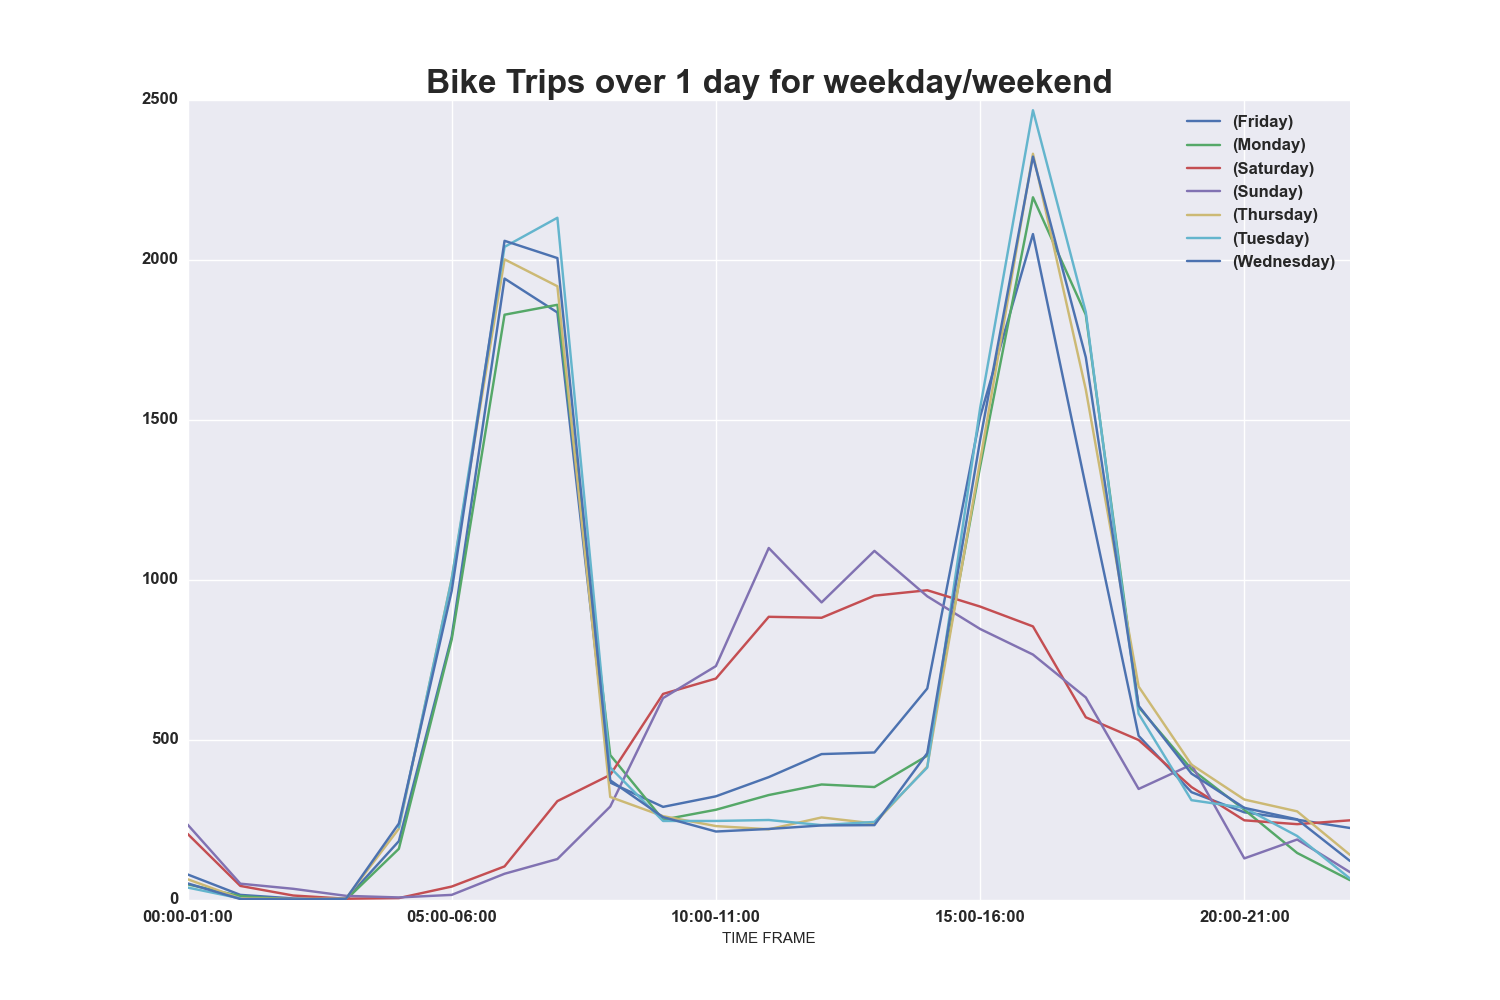 Bike Trips over 1 day for weekday/weekend
2500
2000
1500
1000
500
0
(Friday)
(Monday)
(Saturday)
(Sunday)
(Thursday)
(Tuesday)
(Wednesday)
00:00-01:00 05:00-06:00 10:00-11:00 15:00-16:00 20:00-21:00
TIME FRAME